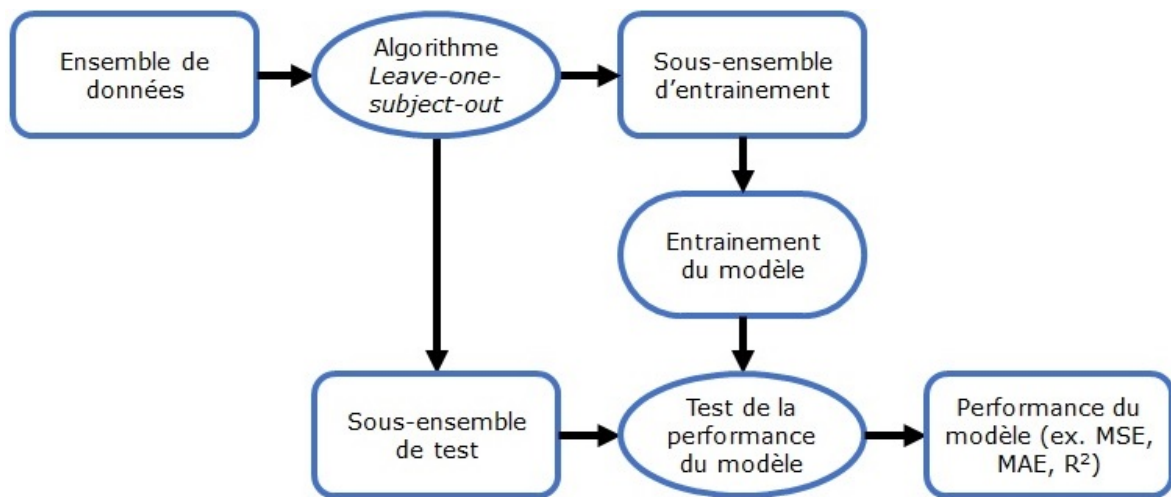 Ensemble de
données
Algorithme
Leave-one-
subject-out
Sous-ensemble
d’entrainement
Entrainement
du modèle
Sous-ensemble
de test
Test de la
performance
du modèle
Performance du
modèle (ex. MSE,
MAE, R²)